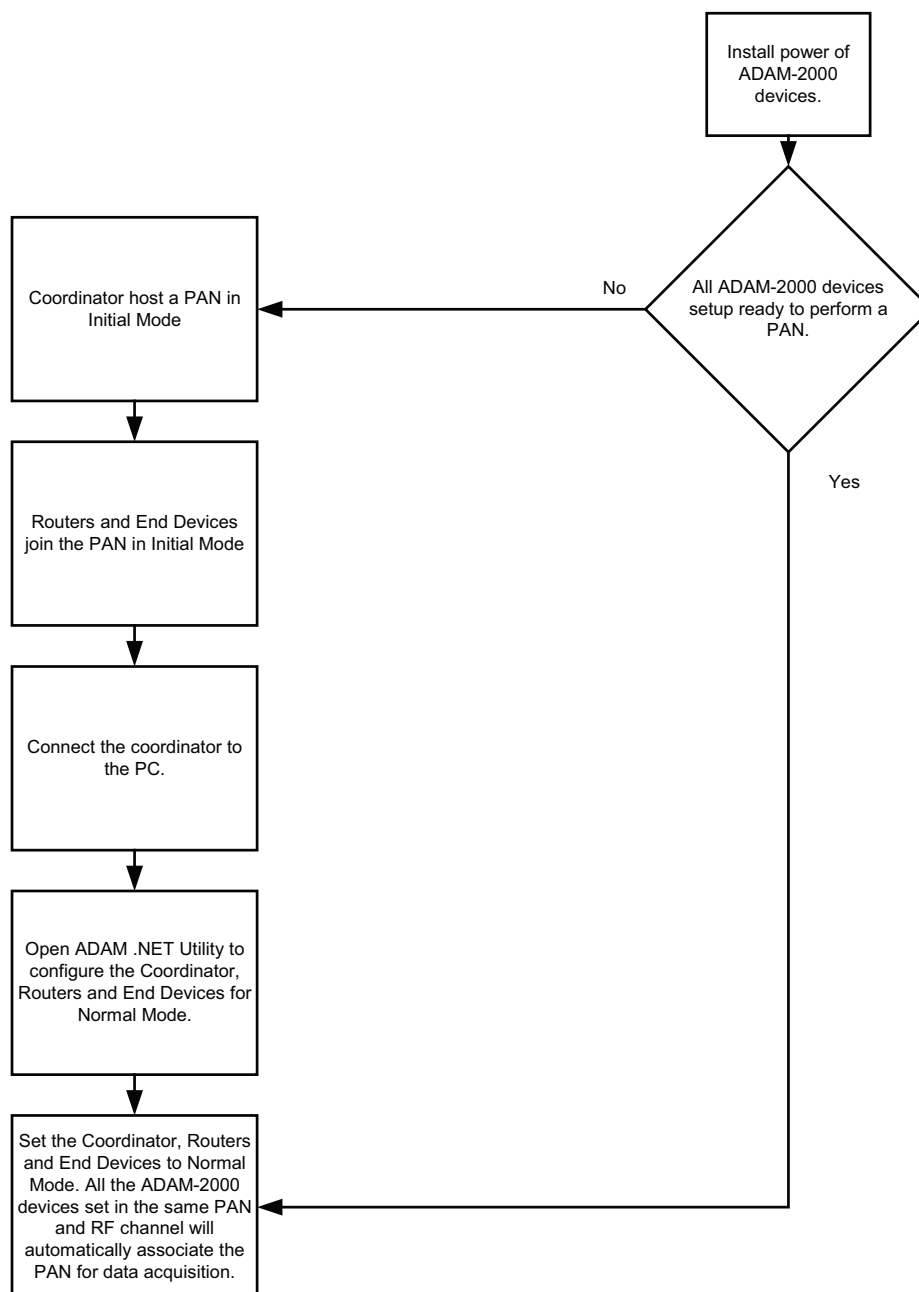 Install power of
ADAM-2000
devices.
All ADAM-2000 devices
setup ready to perform a
PAN.
No
Yes
Coordinator host a PAN in
Initial Mode
Routers and End Devices
join the PAN in Initial Mode
Connect the coordinator to
the PC.
Open ADAM .NET Utility to
configure the Coordinator,
Routers and End Devices for
Normal Mode.
Set the Coordinator, Routers
and End Devices to Normal
Mode. All the ADAM-2000
devices set in the same PAN
and RF channel will
automatically associate the
PAN for data acquisition.